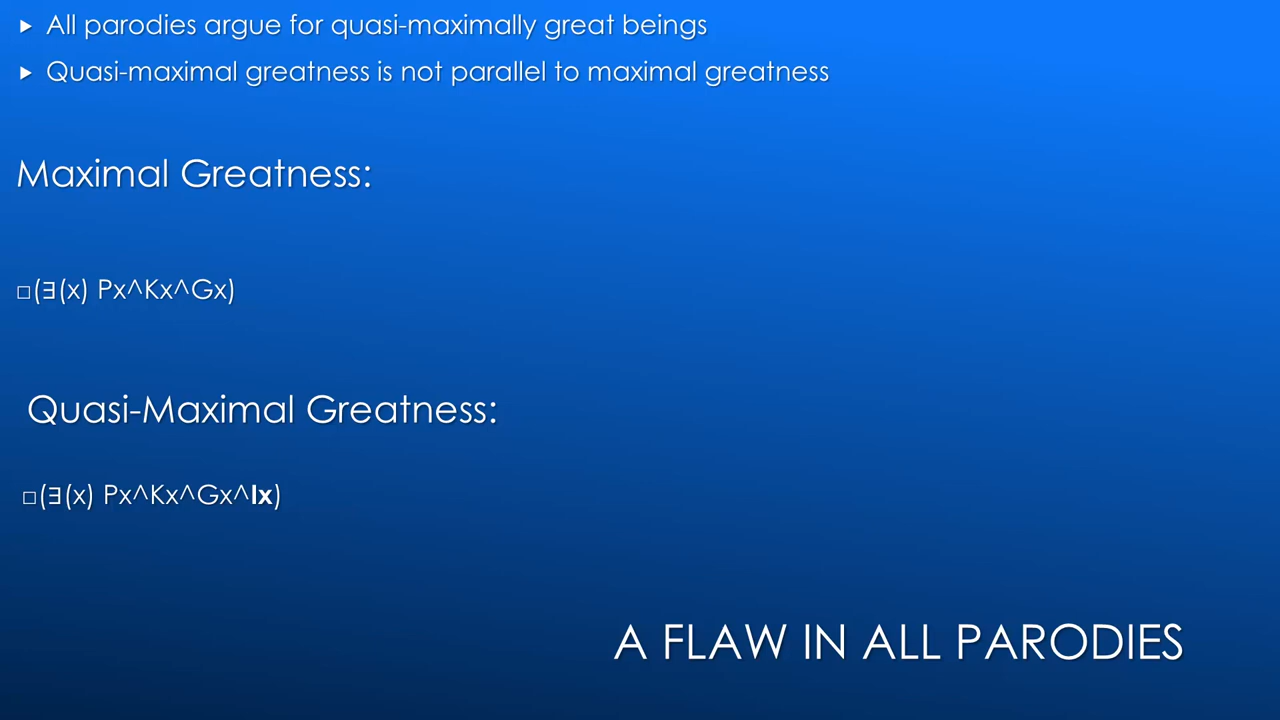 All parodies argue for quasi-maximally great beings
Quasi-maximal greatness is not parallel to maximal greatness
Maximal Greatness:
□(∃(x) Px^Kx^Gx)
Quasi-Maximal Greatness:
□(∃(x) Px^Kx^Gx^Ix)
A FLAW IN ALL PARODIES